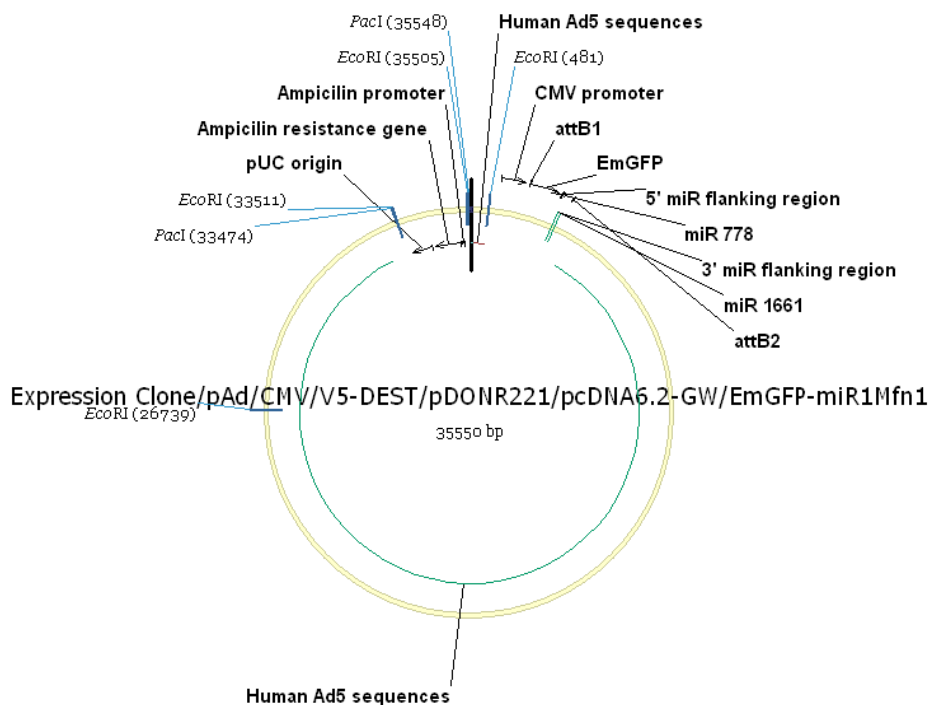 PacI (35548)
Human Ad5 sequences
EcoRI (35505)
EcoRI (481)
Ampicilin promoter
CMV promoter
Ampicilin resistance gene
attB1
pUC origin
EmGFP
EcoRI (33511)
5' miR flanking region
PacI (33474)
miR 778
3' miR flanking region
miR 1661
attB2
Expression Clone/pAd/CMV/V5-DEST/pDONR221/pcDNA6.2-GW/EmGFP-miR1Mfn1
EcoRI (26739)
35550 bp
Human Ad5 sequences